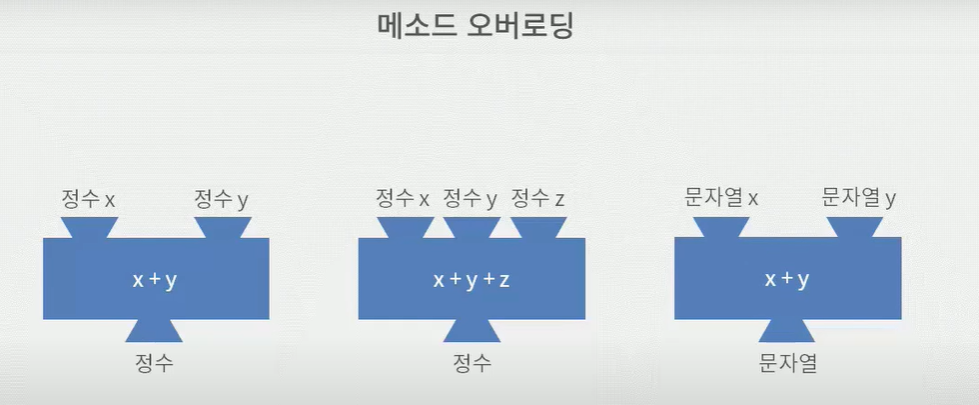 메소드 오버로딩
정수 x 정수 y
x + y
정수
정수 x 정수 y 정수 z
x + y + z
정수
문자열 x 문자열 y
x + y
문자열